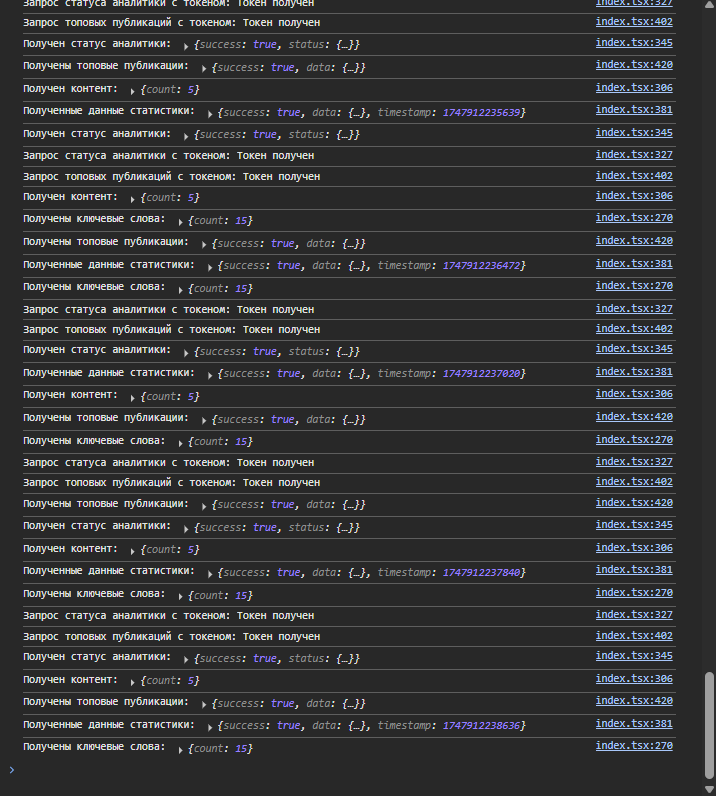 Запрос статуса аналитики с токеном: Токен получен index.tsx:327
Запрос топовых публикаций с токеном: Токен получен index.tsx:402
Получен статус аналитики: ▶ {success: true, status: {…}} index.tsx:345
Получены топовые публикации: ▶ {success: true, data: {…}} index.tsx:420
Получен контент: ▶ {count: 5} index.tsx:306
Полученные данные статистики: ▶ {success: true, data: {…}, timestamp: 1747912235639} index.tsx:381
Получен статус аналитики: ▶ {success: true, status: {…}} index.tsx:345
Запрос статуса аналитики с токеном: Токен получен index.tsx:327
Запрос топовых публикаций с токеном: Токен получен index.tsx:402
Получен контент: ▶ {count: 5} index.tsx:306
Получены ключевые слова: ▶ {count: 15} index.tsx:270
Получены топовые публикации: ▶ {success: true, data: {…}} index.tsx:420
Полученные данные статистики: ▶ {success: true, data: {…}, timestamp: 1747912236472} index.tsx:381
Получены ключевые слова: ▶ {count: 15} index.tsx:270
Запрос статуса аналитики с токеном: Токен получен index.tsx:327
Запрос топовых публикаций с токеном: Токен получен index.tsx:402
Получен статус аналитики: ▶ {success: true, status: {…}} index.tsx:345
Полученные данные статистики: ▶ {success: true, data: {…}, timestamp: 1747912237020} index.tsx:381
Получен контент: ▶ {count: 5} index.tsx:306
Получены топовые публикации: ▶ {success: true, data: {…}} index.tsx:420
Получены ключевые слова: ▶ {count: 15} index.tsx:270
Запрос статуса аналитики с токеном: Токен получен index.tsx:327
Запрос топовых публикаций с токеном: Токен получен index.tsx:402
Получены топовые публикации: ▶ {success: true, data: {…}} index.tsx:420
Получен статус аналитики: ▶ {success: true, status: {…}} index.tsx:345
Получен контент: ▶ {count: 5} index.tsx:306
Полученные данные статистики: ▶ {success: true, data: {…}, timestamp: 1747912237840} index.tsx:381
Получены ключевые слова: ▶ {count: 15} index.tsx:270
Запрос статуса аналитики с токеном: Токен получен index.tsx:327
Запрос топовых публикаций с токеном: Токен получен index.tsx:402
Получен статус аналитики: ▶ {success: true, status: {…}} index.tsx:345
Получен контент: ▶ {count: 5} index.tsx:306
Получены топовые публикации: ▶ {success: true, data: {…}} index.tsx:420
Полученные данные статистики: ▶ {success: true, data: {…}, timestamp: 1747912238636} index.tsx:381
Получены ключевые слова: ▶ {count: 15} index.tsx:270